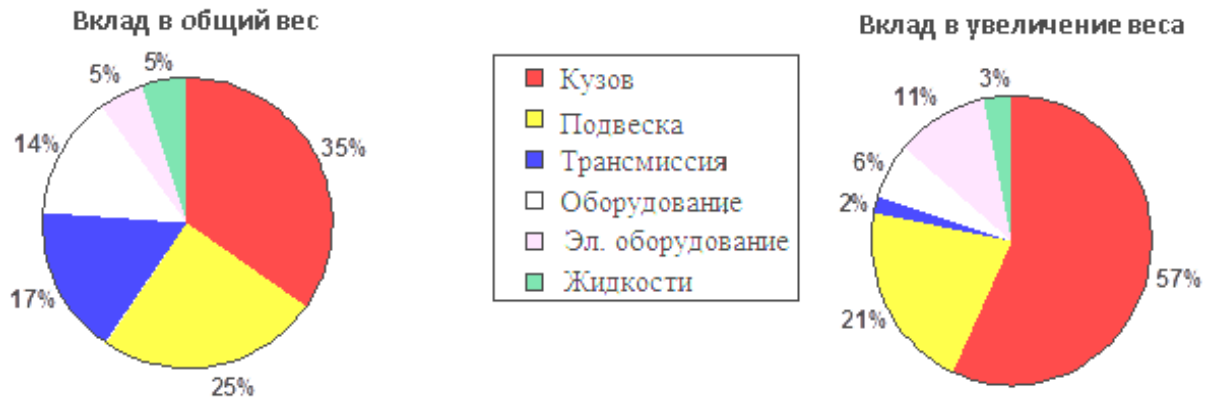 Вклад в общий вес
5%
5%
14%
35%
17%
25%
Кузов
Подвеска
Трансмиссия
Оборудование
Эл. оборудование
Жидкости
Вклад в увеличение веса
3%
11%
6%
2%
57%
21%